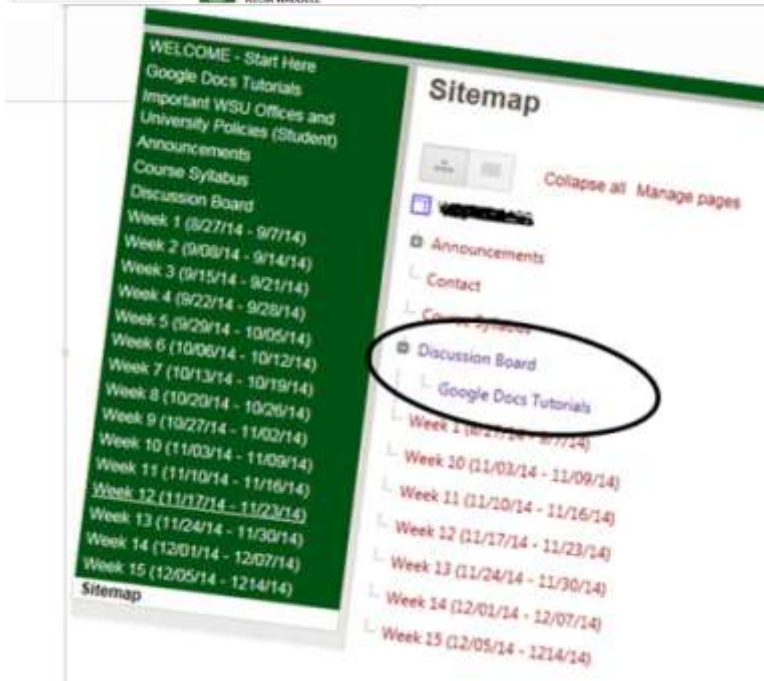 WELCOME - Start Here
Google Docs Tutorials
Important WSU Offices and
University Policies (Student)
Announcements
Course Syllabus
Discussion Board
Week 1 (8/27/14 - 9/7/14)
Week 2 (9/08/14 - 9/14/14)
Week 3 (9/15/14 - 9/21/14)
Week 4 (9/22/14 - 9/28/14)
Week 5 (9/29/14 - 10/05/14)
Week 6 (10/06/14 - 10/12/14)
Week 7 (10/13/14 - 10/19/14)
Week 8 (10/20/14 - 10/26/14)
Week 9 (10/27/14 - 11/02/14)
Week 10 (11/03/14 - 11/09/14)
Week 11 (11/10/14 - 11/16/14)
Week 12 (11/17/14 - 11/23/14)
Week 13 (11/24/14 - 11/30/14)
Week 14 (12/01/14 - 12/07/14)
Week 15 (12/05/14 - 1214/14)
Sitemap
Sitemap
Collapse all Manage pages
Announcements
Contact
Course Syllabus
Discussion Board
Google Docs Tutorials
Week 1 (8/27/14 - 9/7/14)
Week 10 (11/03/14 - 11/09/14)
Week 11 (11/10/14 - 11/16/14)
Week 12 (11/17/14 - 11/23/14)
Week 13 (11/24/14 - 11/30/14)
Week 14 (12/01/14 - 12/07/14)
Week 15 (12/05/14 - 1214/14)